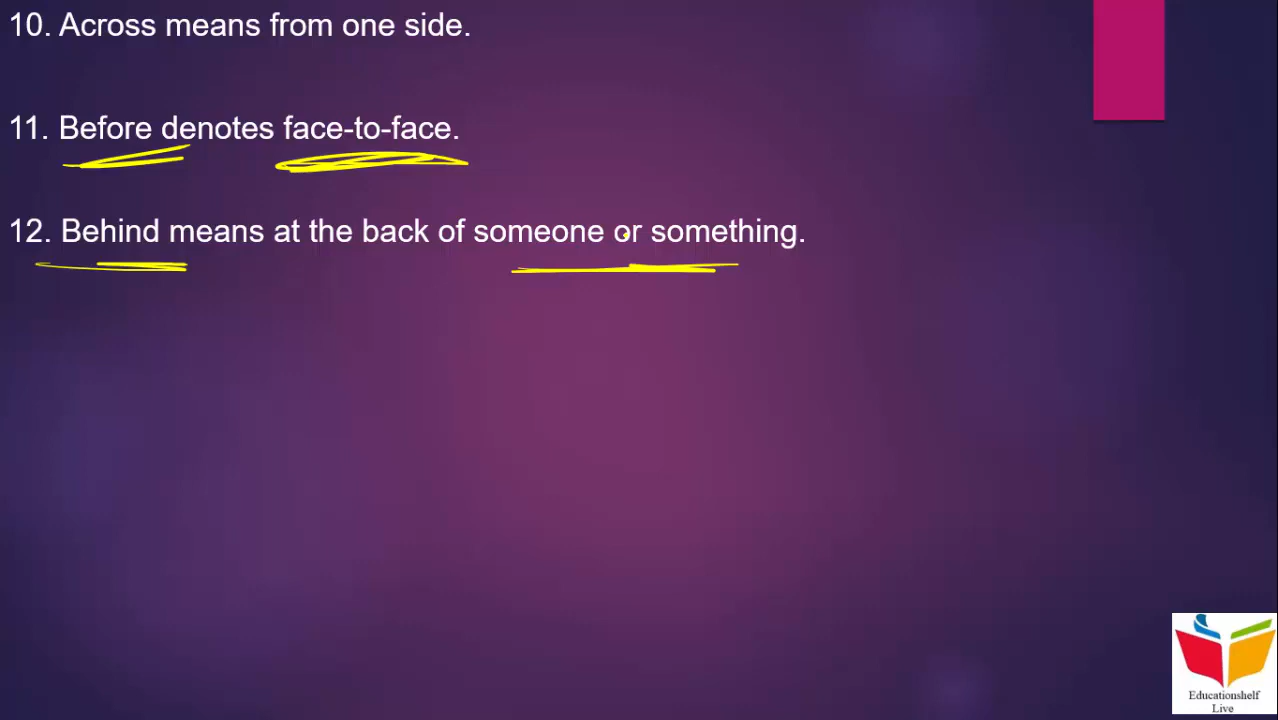 10. Across means from one side.
11. Before denotes face-to-face.
12. Behind means at the back of someone or something.
Educationshelf
Live